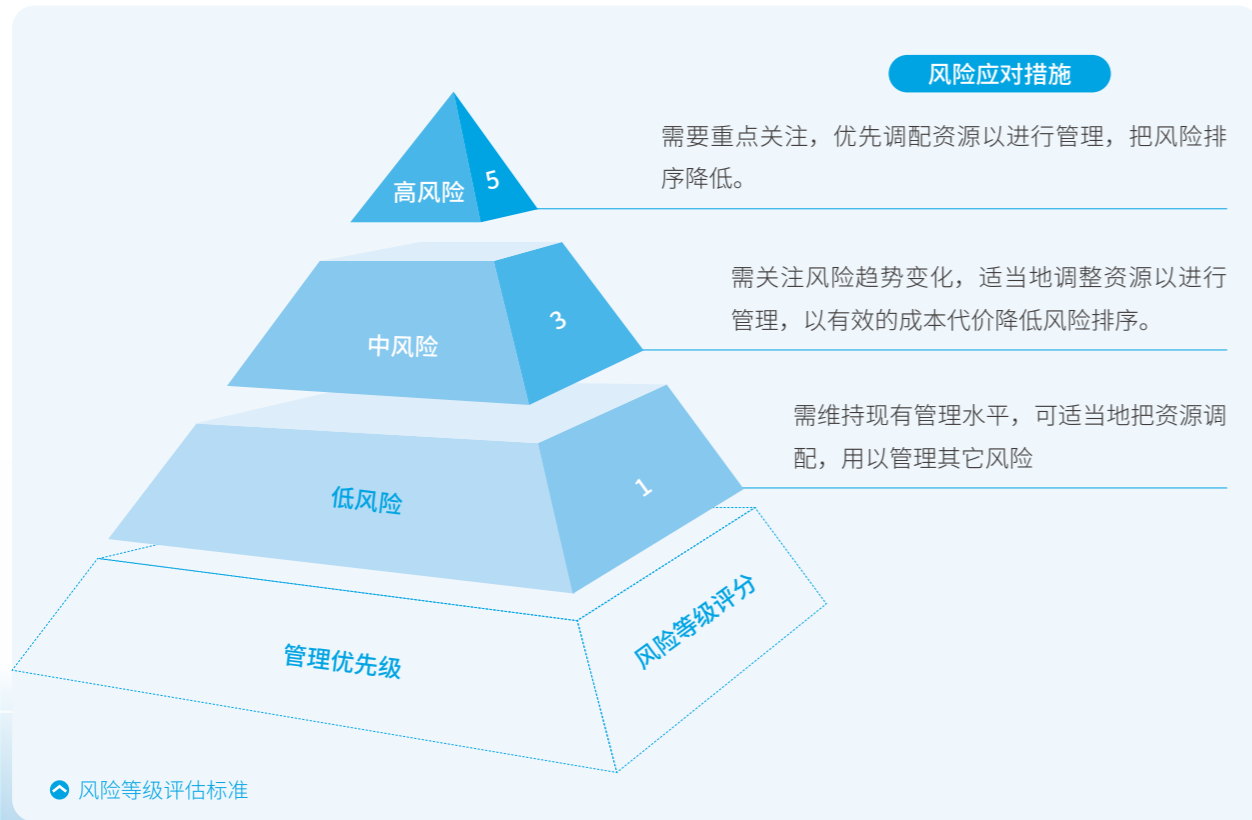 风险应对措施
需要重点关注，优先调配资源以进行管理，把风险排
序降低。
高风险
5
需关注风险趋势变化，适当地调整资源以进行
管理，以有效的成本代价降低风险排序。
中风险
3
需维持现有管理水平，可适当地把资源调
配，用以管理其它风险
低风险
1
管理优先级
风险等级评分
风险等级评估标准